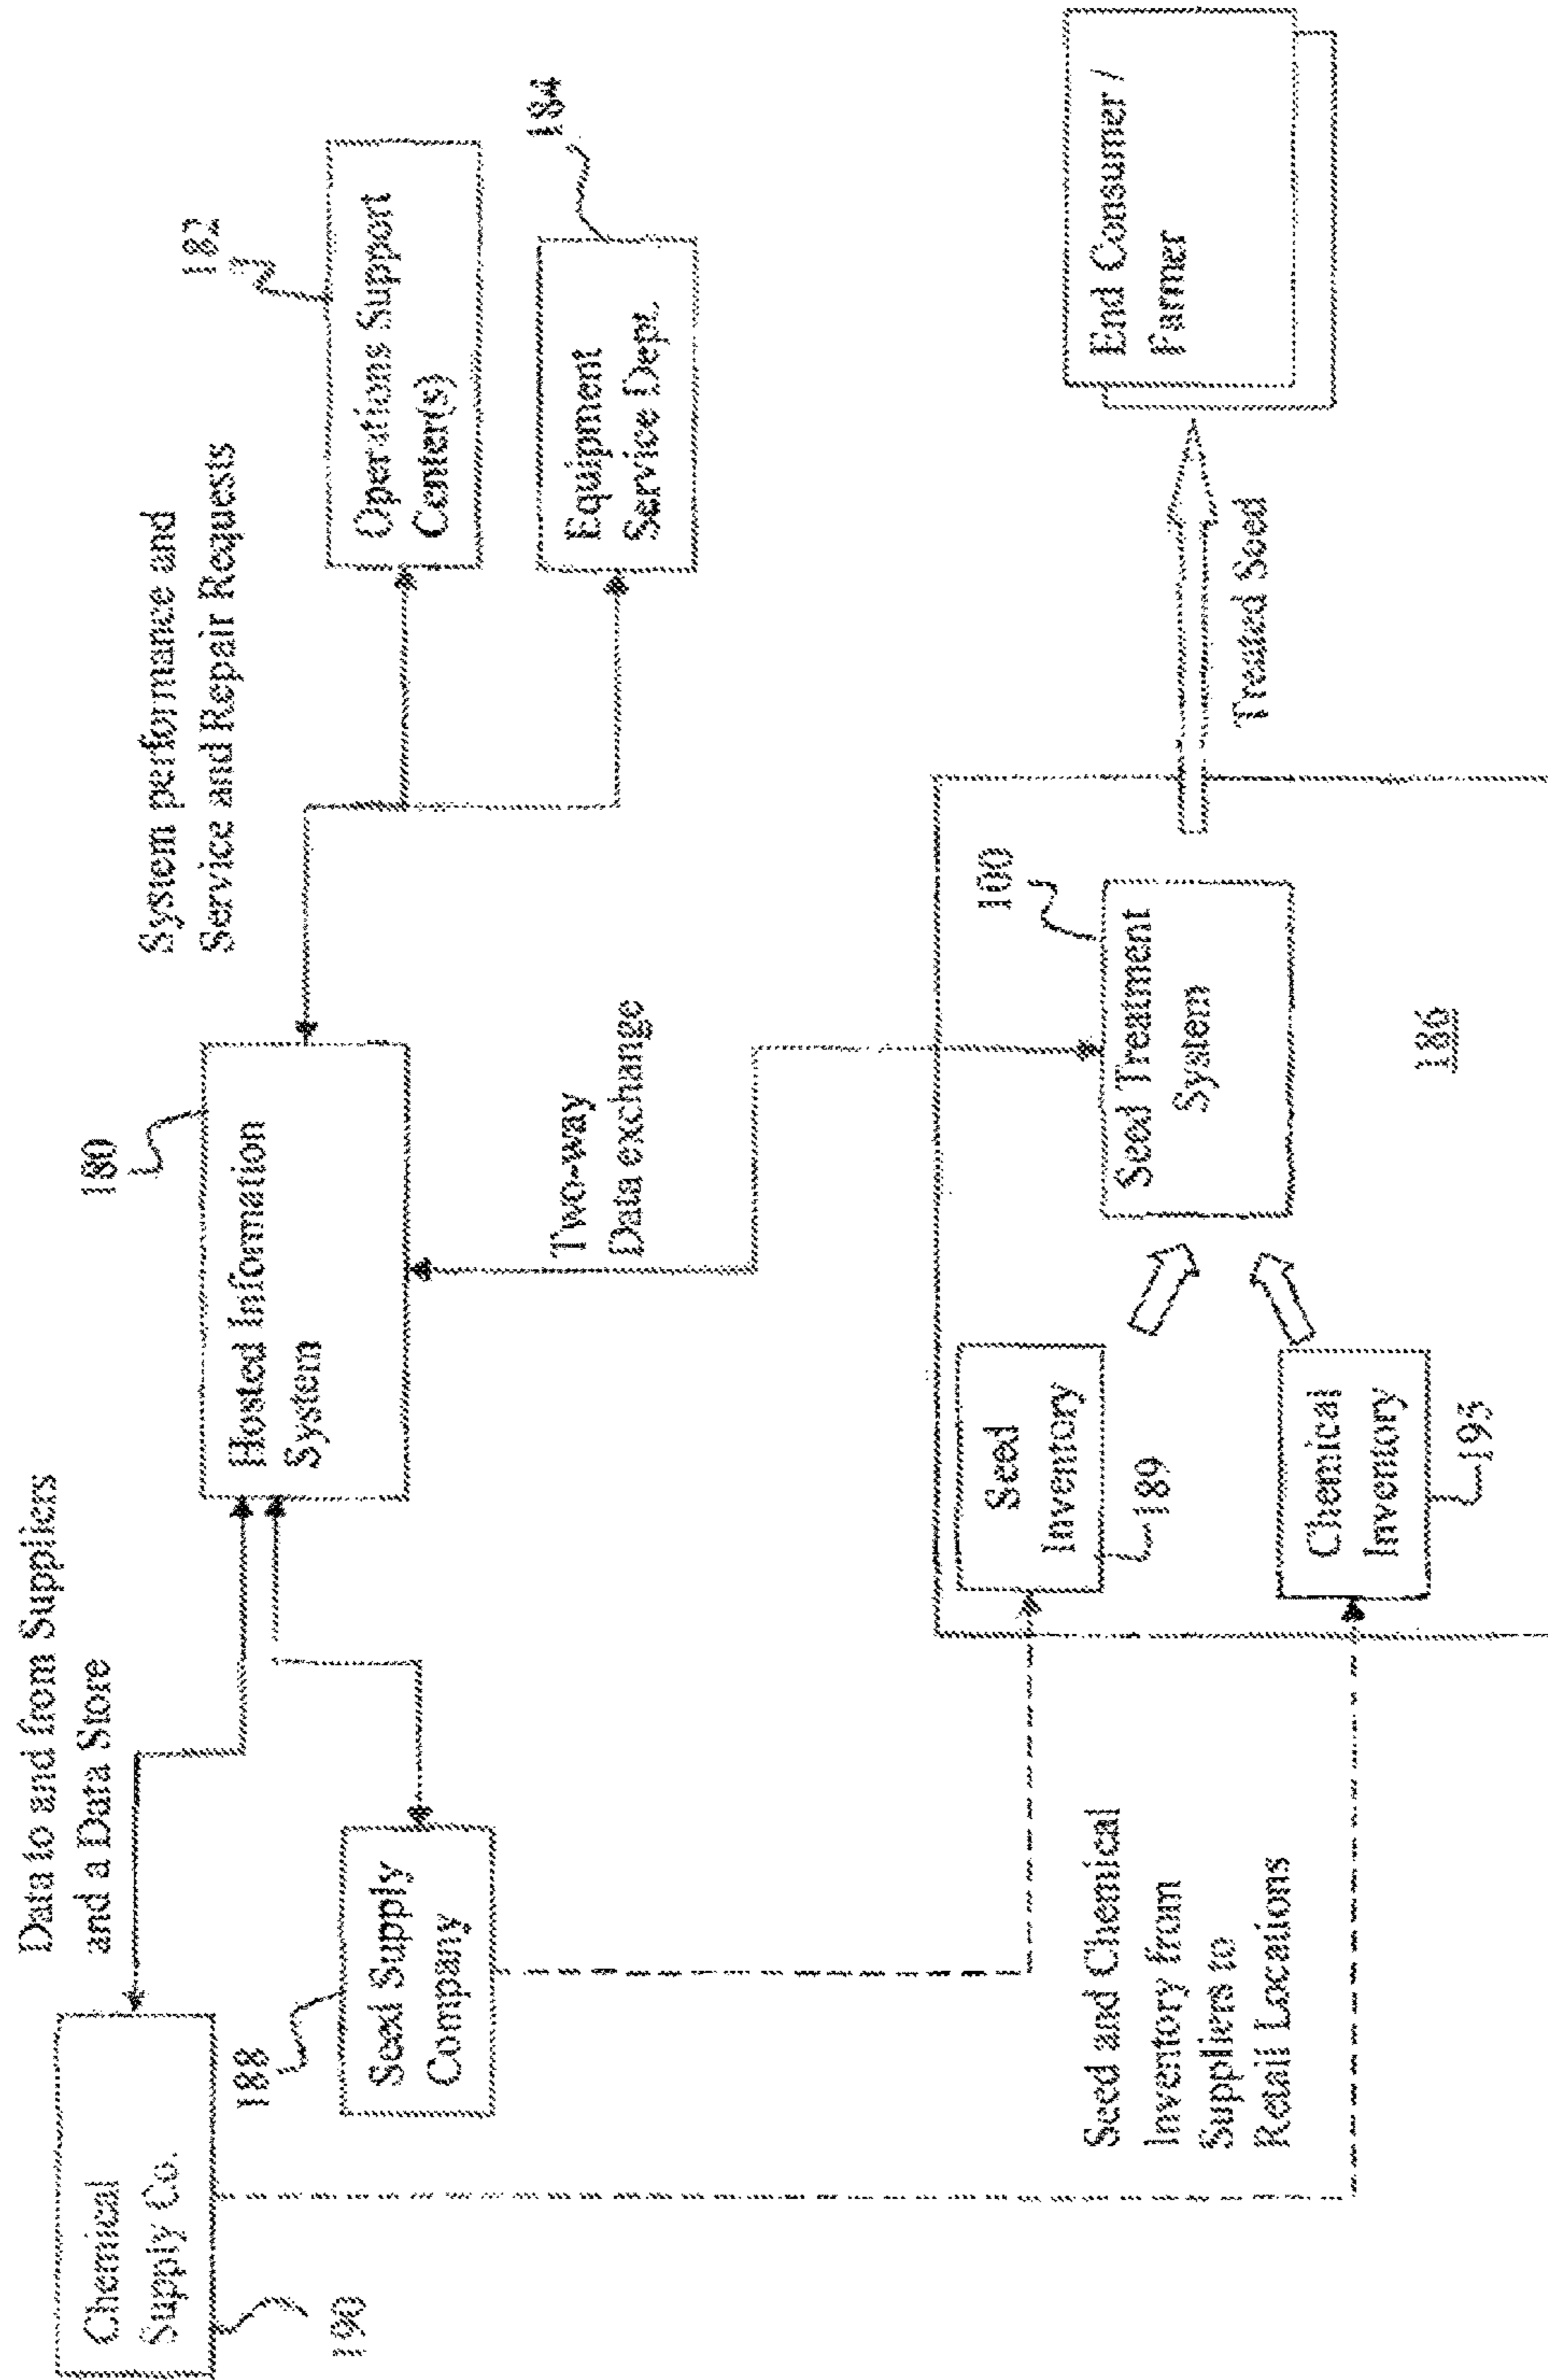 Data to and from Suppliers
and a Data Store
System performance and
Service and Repair Requests
Chemical
Supply Co.
190
188
Seed Supply
Company
180
Hosted Information
System
182
Operations Support
Center(s)
184
Equipment
Service Dept.
Two-way
Data exchange
Seed and Chemical
Inventory from
Suppliers to
Retail Locations
Seed
Inventory
189
Chemical
Inventory
195
100
Seed Treatment
System
186
Treated Seed
End Consumer /
Farmer